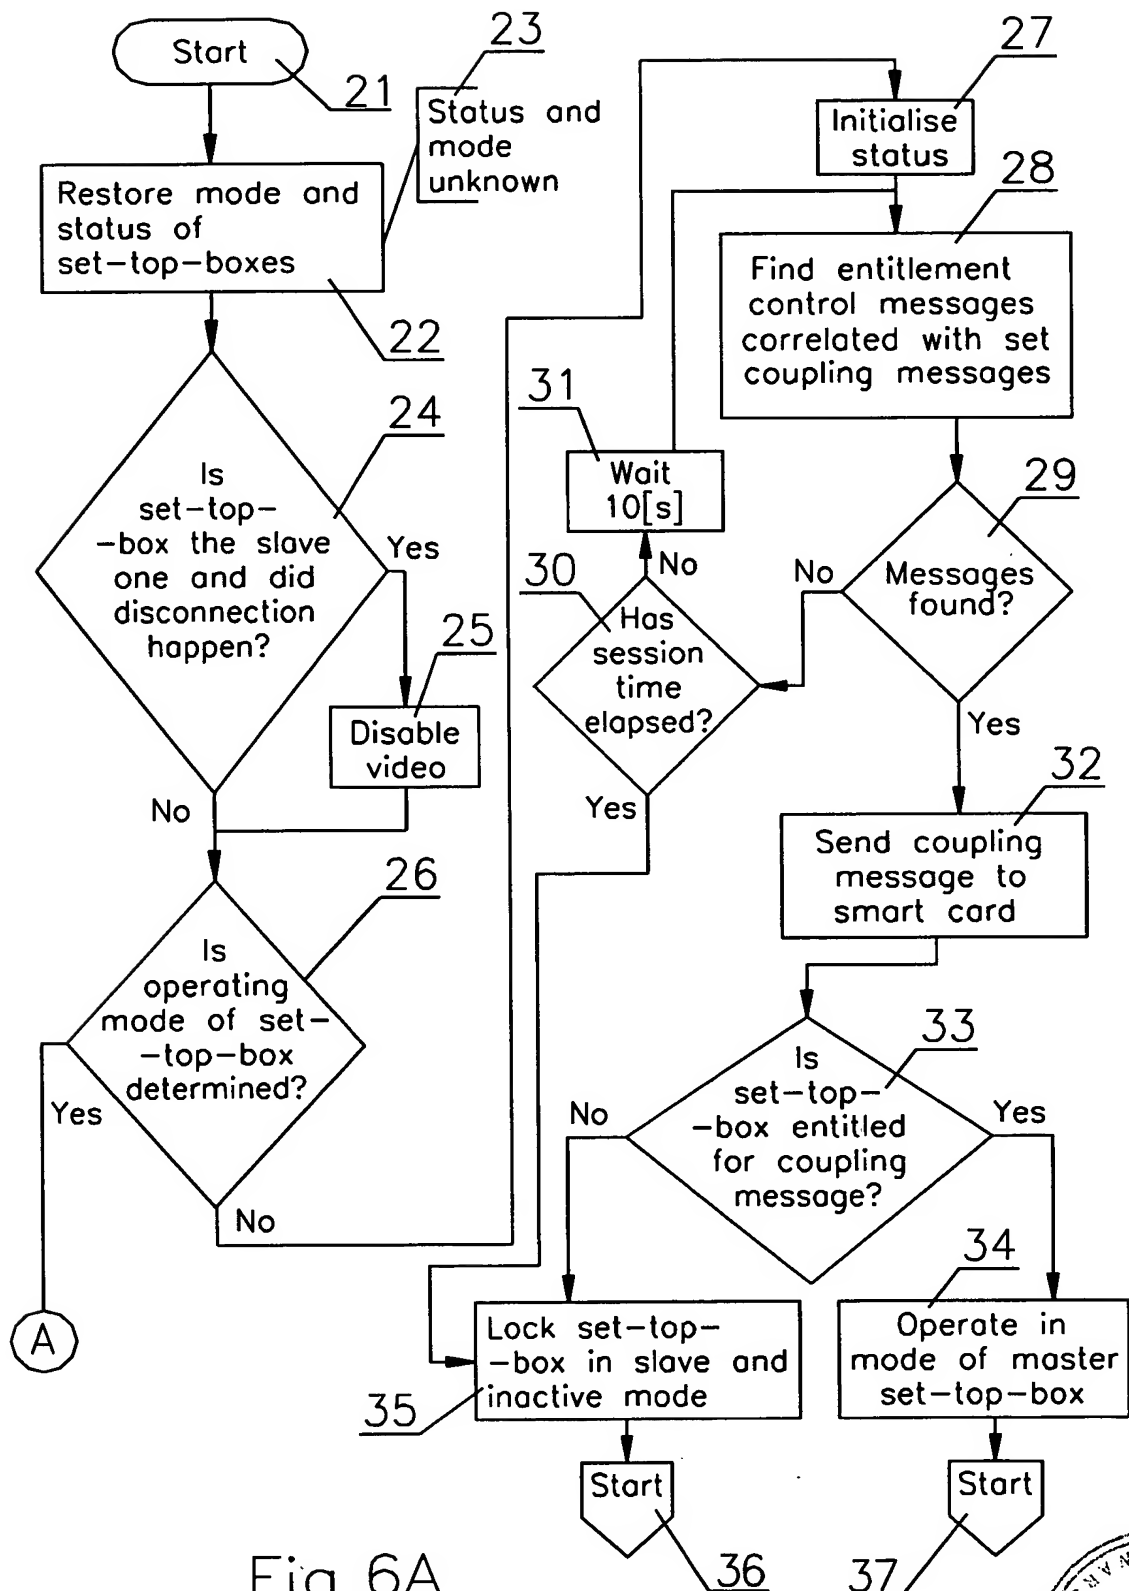 Start
21
23
Status and
mode
unknown
Restore mode and
status of
set-top-boxes
22
24
Is
set-top-
-box the slave
one and did
disconnection
happen?
Yes
25
Disable
video
No
26
Is
operating
mode of set-
-top-box
determined?
Yes
No
A
27
Initialise
status
28
Find entitlement
control messages
correlated with set
coupling messages
29
Messages
found?
No
Yes
30
Has
session
time
elapsed?
No
Yes
31
Wait
10[s]
32
Send coupling
message to
smart card
33
Is
set-top-
-box entitled
for coupling
message?
No
Yes
34
Operate in
mode of master
set-top-box
Lock set-top-
-box in slave and
inactive mode
35
Start
36
Start
37
Fig 6A